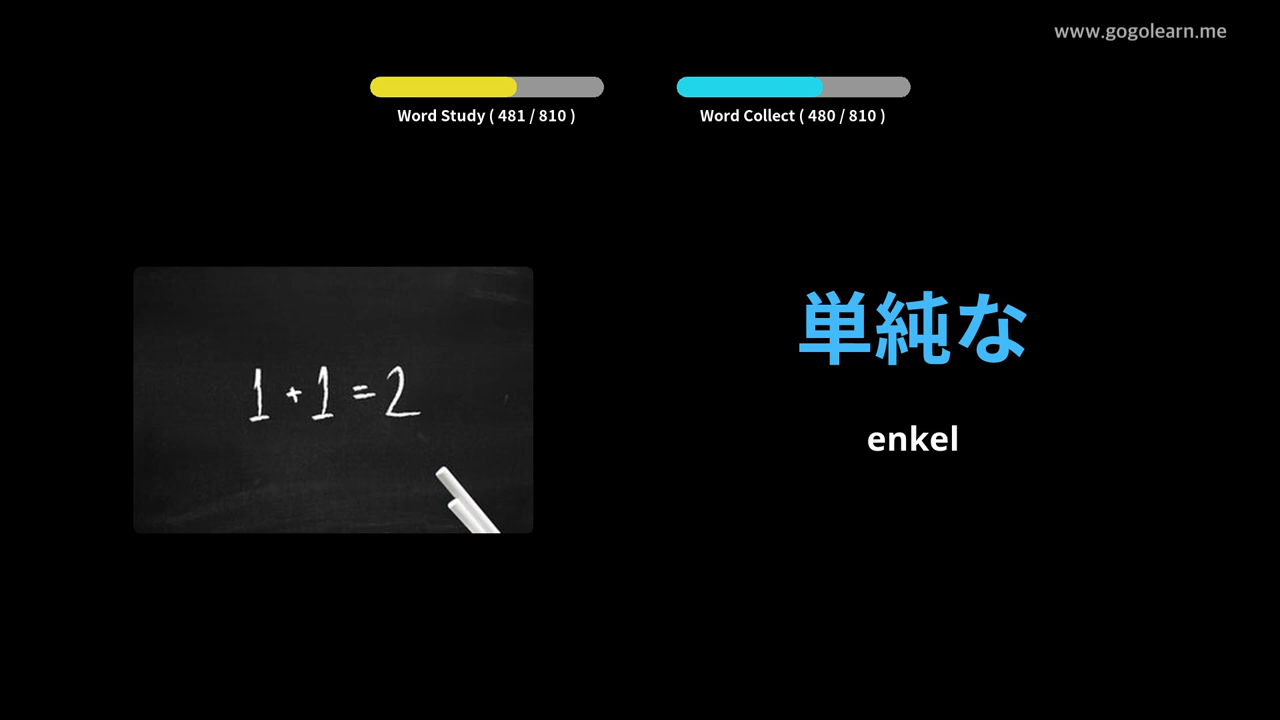 www.gogolearn.me
Word Study ( 481 / 810 )
Word Collect ( 480 / 810 )
1 + 1 = 2
単純な
enkel